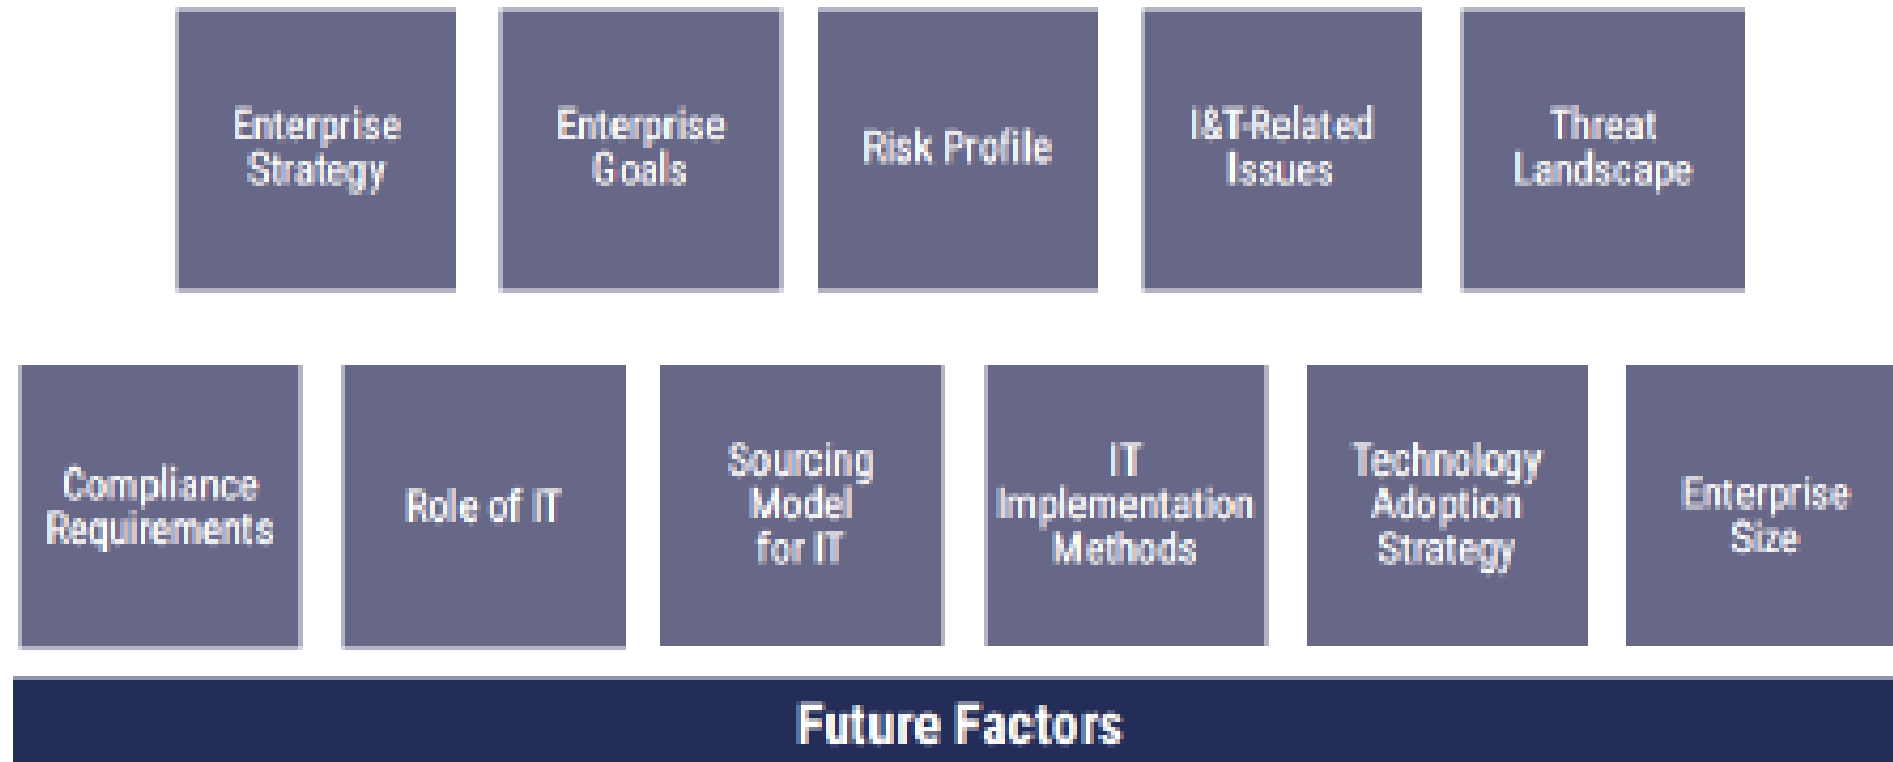 Enterprise
Strategy
Enterprise
Goals
Risk Profile
I&T-Related
Issues
Threat
Landscape
Compliance
Requirements
Role of IT
Sourcing
Model
for IT
IT
Implementation
Methods
Technology
Adoption
Strategy
Enterprise
Size
Future Factors